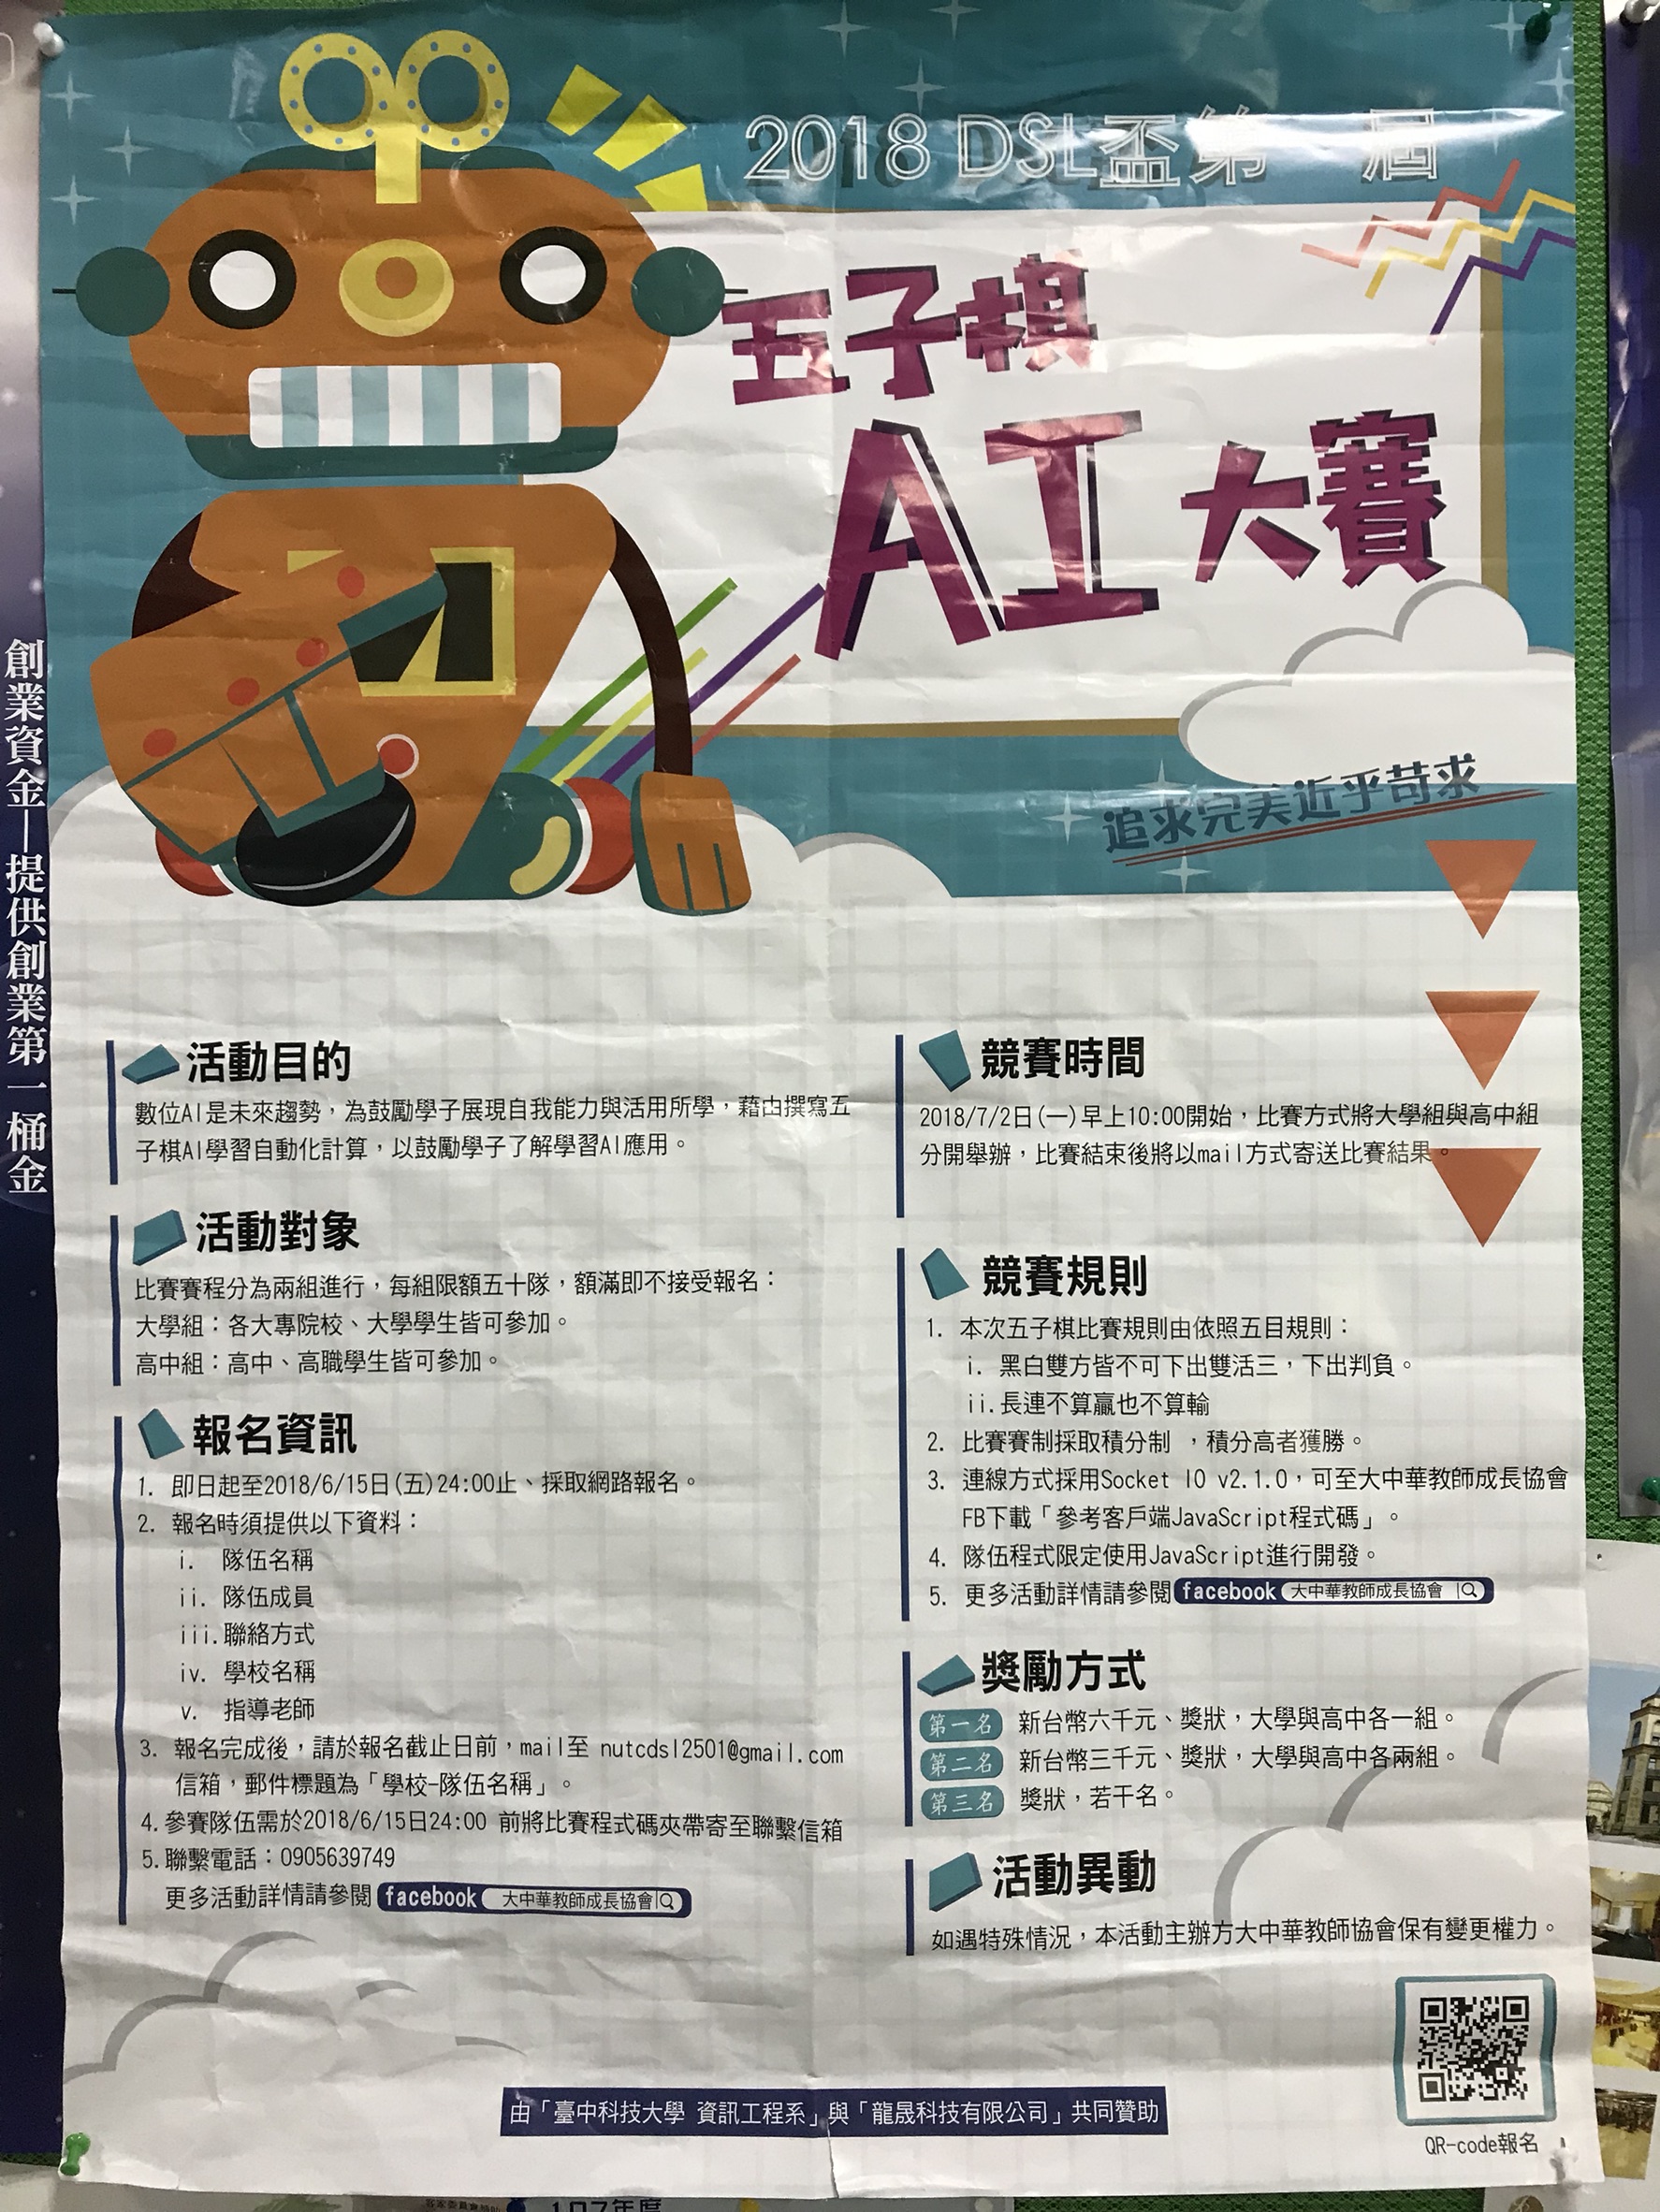 2018 DSL盃第 屆
五子棋
AI大賽
追求完美近乎苛求
創業資金—提供創業第一桶金
活動目的
數位AI是未來趨勢，為鼓勵學子展現自我能力與活用所學，藉由撰寫五
子棋AI學習自動化計算，以鼓勵學子了解學習AI應用。
活動對象
比賽賽程分為兩組進行，每組限額五十隊，額滿即不接受報名：
大學組：各大專院校、大學學生皆可參加。
高中組：高中、高職學生皆可參加。
報名資訊
1. 即日起至2018/6/15日(五)24:00止、採取網路報名。
2. 報名時須提供以下資料：
i. 隊伍名稱
ii. 隊伍成員
iii.聯絡方式
iv. 學校名稱
v. 指導老師
3. 報名完成後，請於報名截止日前，mail至 nutcdsl2501@gmail.com
信箱，郵件標題為「學校-隊伍名稱」。
4.參賽隊伍需於2018/6/15日24:00 前將比賽程式碼夾帶寄至聯繫信箱
5.聯繫電話：0905639749
更多活動詳情請參閱 facebook 大中華教師成長協會
競賽時間
2018/7/2日(一)早上10:00開始，比賽方式將大學組與高中組
分開舉辦，比賽結束後將以mail方式寄送比賽結果。
競賽規則
1. 本次五子棋比賽規則由依照五目規則：
i. 黑白雙方皆不可下出雙活三，下出判負。
ii.長連不算贏也不算輸
2. 比賽賽制採取積分制 ，積分高者獲勝。
3. 連線方式採用Socket IO v2.1.0，可至大中華教師成長協會
FB下載「參考客戶端JavaScript程式碼」。
4. 隊伍程式限定使用JavaScript進行開發。
5. 更多活動詳情請參閱 facebook 大中華教師成長協會
獎勵方式
第一名 新台幣六千元、獎狀，大學與高中各一組。
第二名 新台幣三千元、獎狀，大學與高中各兩組。
第三名 獎狀，若干名。
活動異動
如遇特殊情況，本活動主辦方大中華教師協會保有變更權力。
QR-code報名
由「臺中科技大學 資訊工程系」與「龍晟科技有限公司」共同贊助
107年度